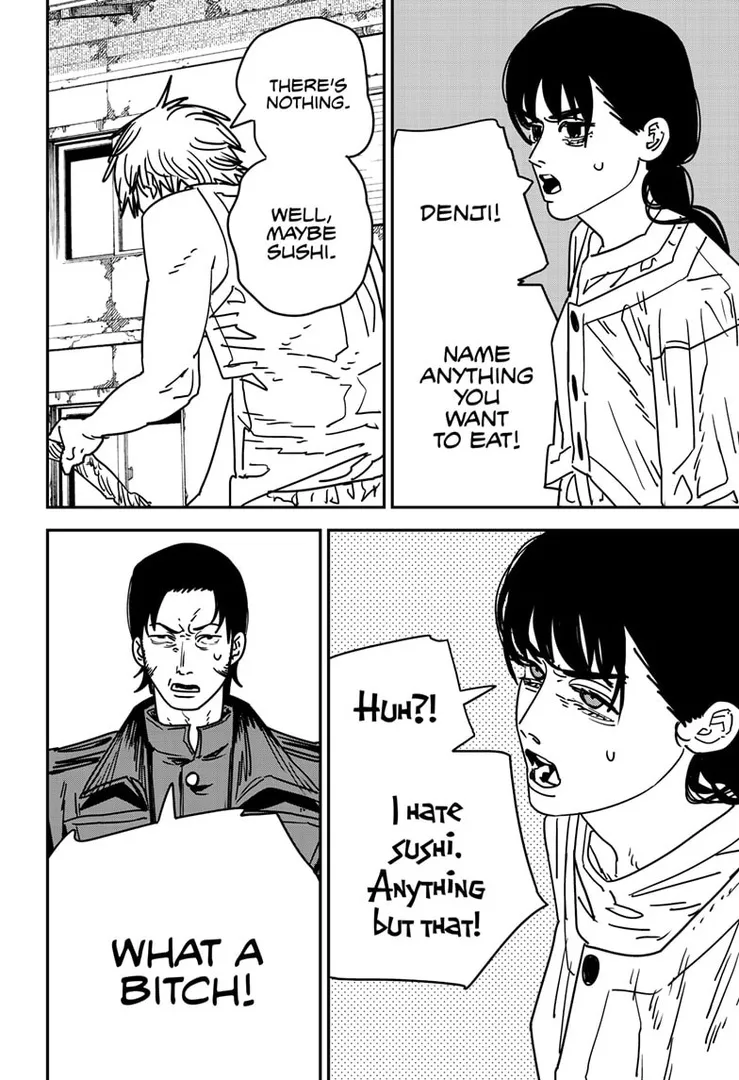 DENJI!
NAME
ANYTHING
YOU
WANT
TO EAT!
THERE'S
NOTHING.
WELL,
MAYBE
SUSHI.
HUH?!
I HATE
SUSHI.
ANYTHING
BUT THAT!
WHAT A
BITCH!